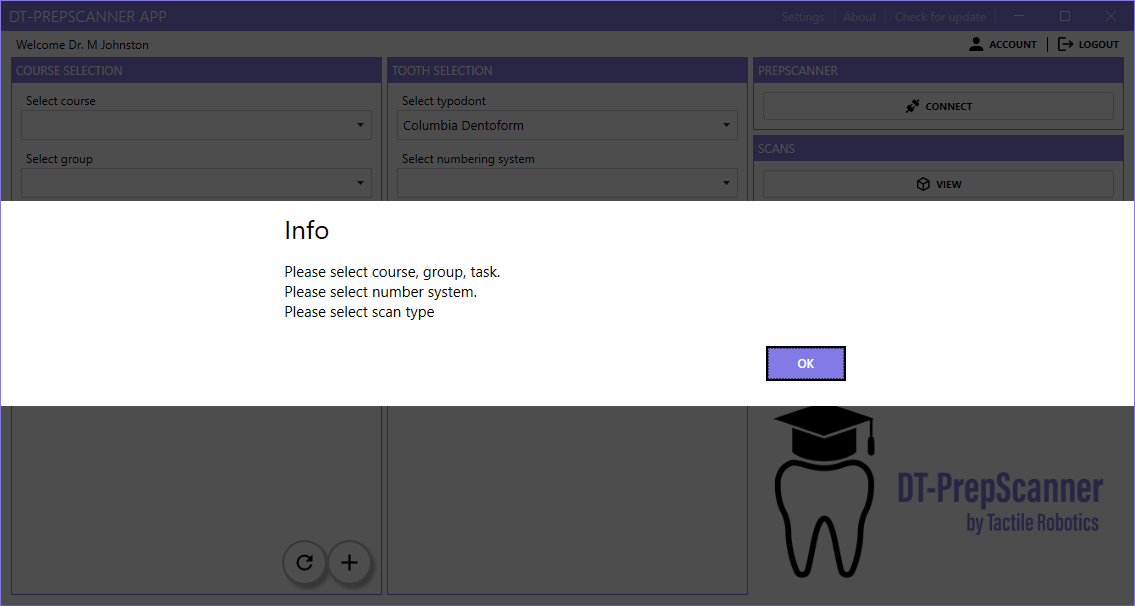 DT-PREPSCANNER APP
Settings
About
Check for update
Welcome Dr. M Johnston
ACCOUNT
LOGOUT
COURSE SELECTION
TOOTH SELECTION
PREPSCANNER
Select course
Select typodont
CONNECT
Columbia Dentoform
Select group
Select numbering system
SCANS
VIEW
Info
Please select course, group, task.
Please select number system.
Please select scan type
OK
DT-PrepScanner
by Tactile Robotics